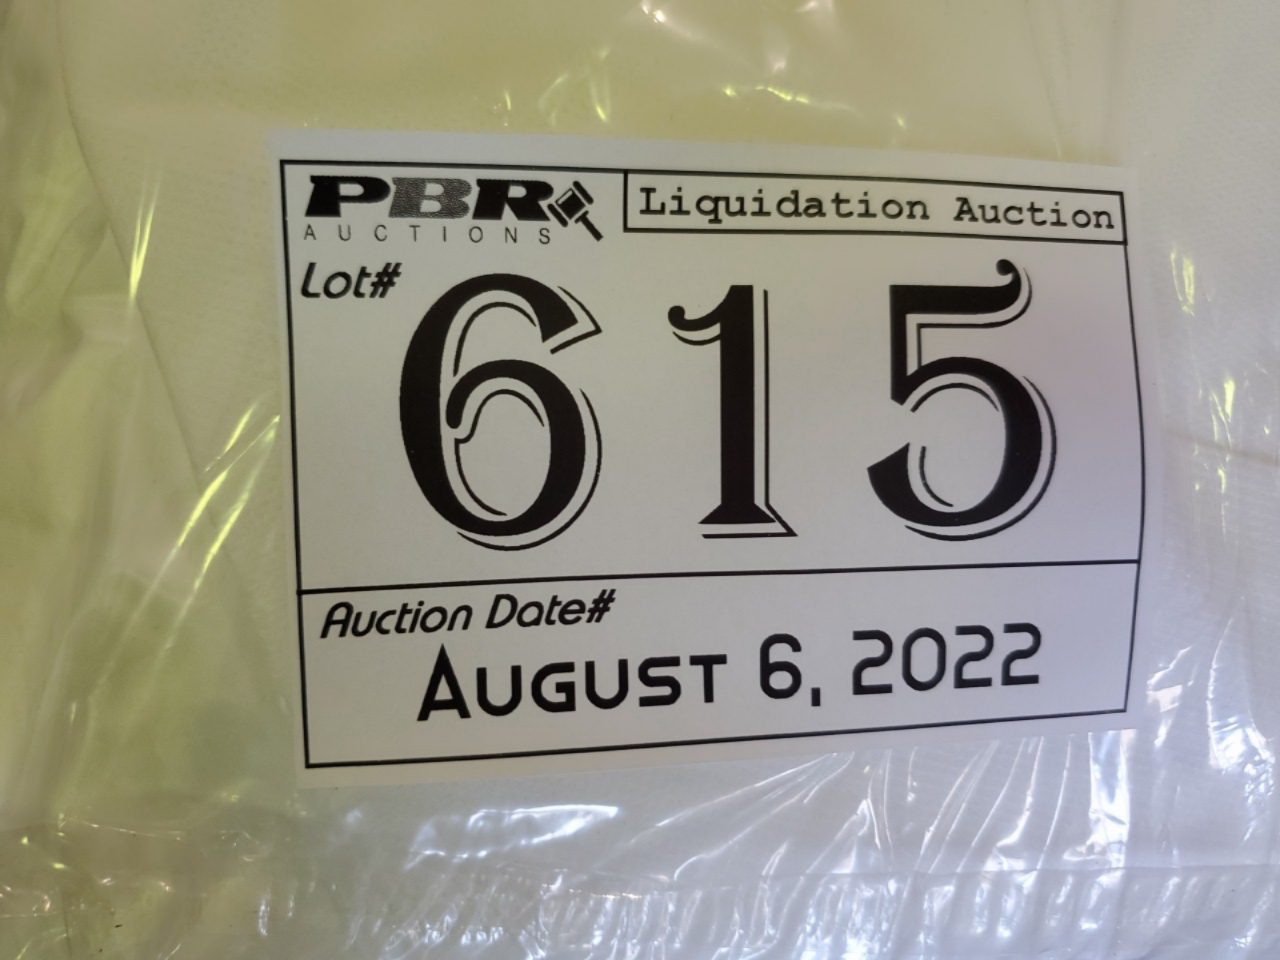 PBR
AUCTIONS
Liquidation Auction
Lot#
615
Auction Date#
August 6, 2022